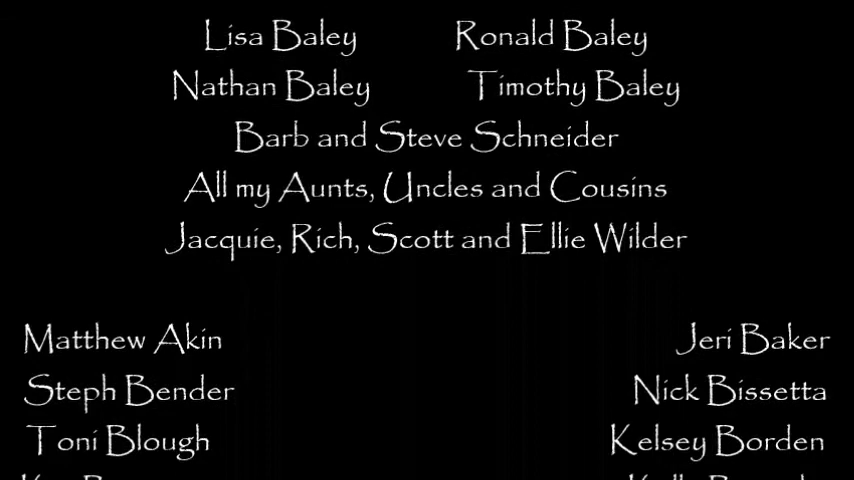 Lisa Baley Ronald Baley
Nathan Baley Timothy Baley
Barb and Steve Schneider
All my Aunts, Uncles and Cousins
Jacquie, Rich, Scott and Ellie Wilder
Matthew Akin Jeri Baker
Steph Bender Nick Bissetta
Toni Blough Kelsey Borden